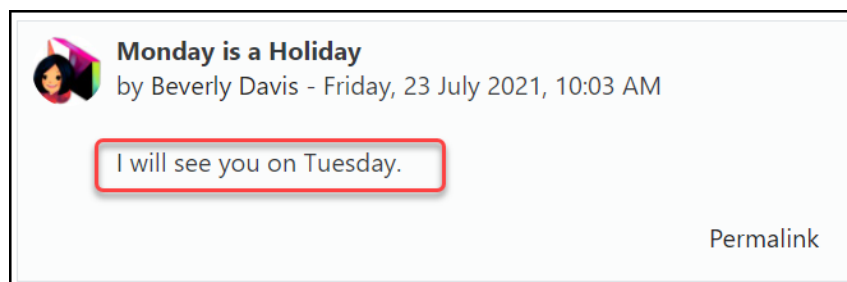 Monday is a Holiday
by Beverly Davis - Friday, 23 July 2021, 10:03 AM
I will see you on Tuesday.
Permalink